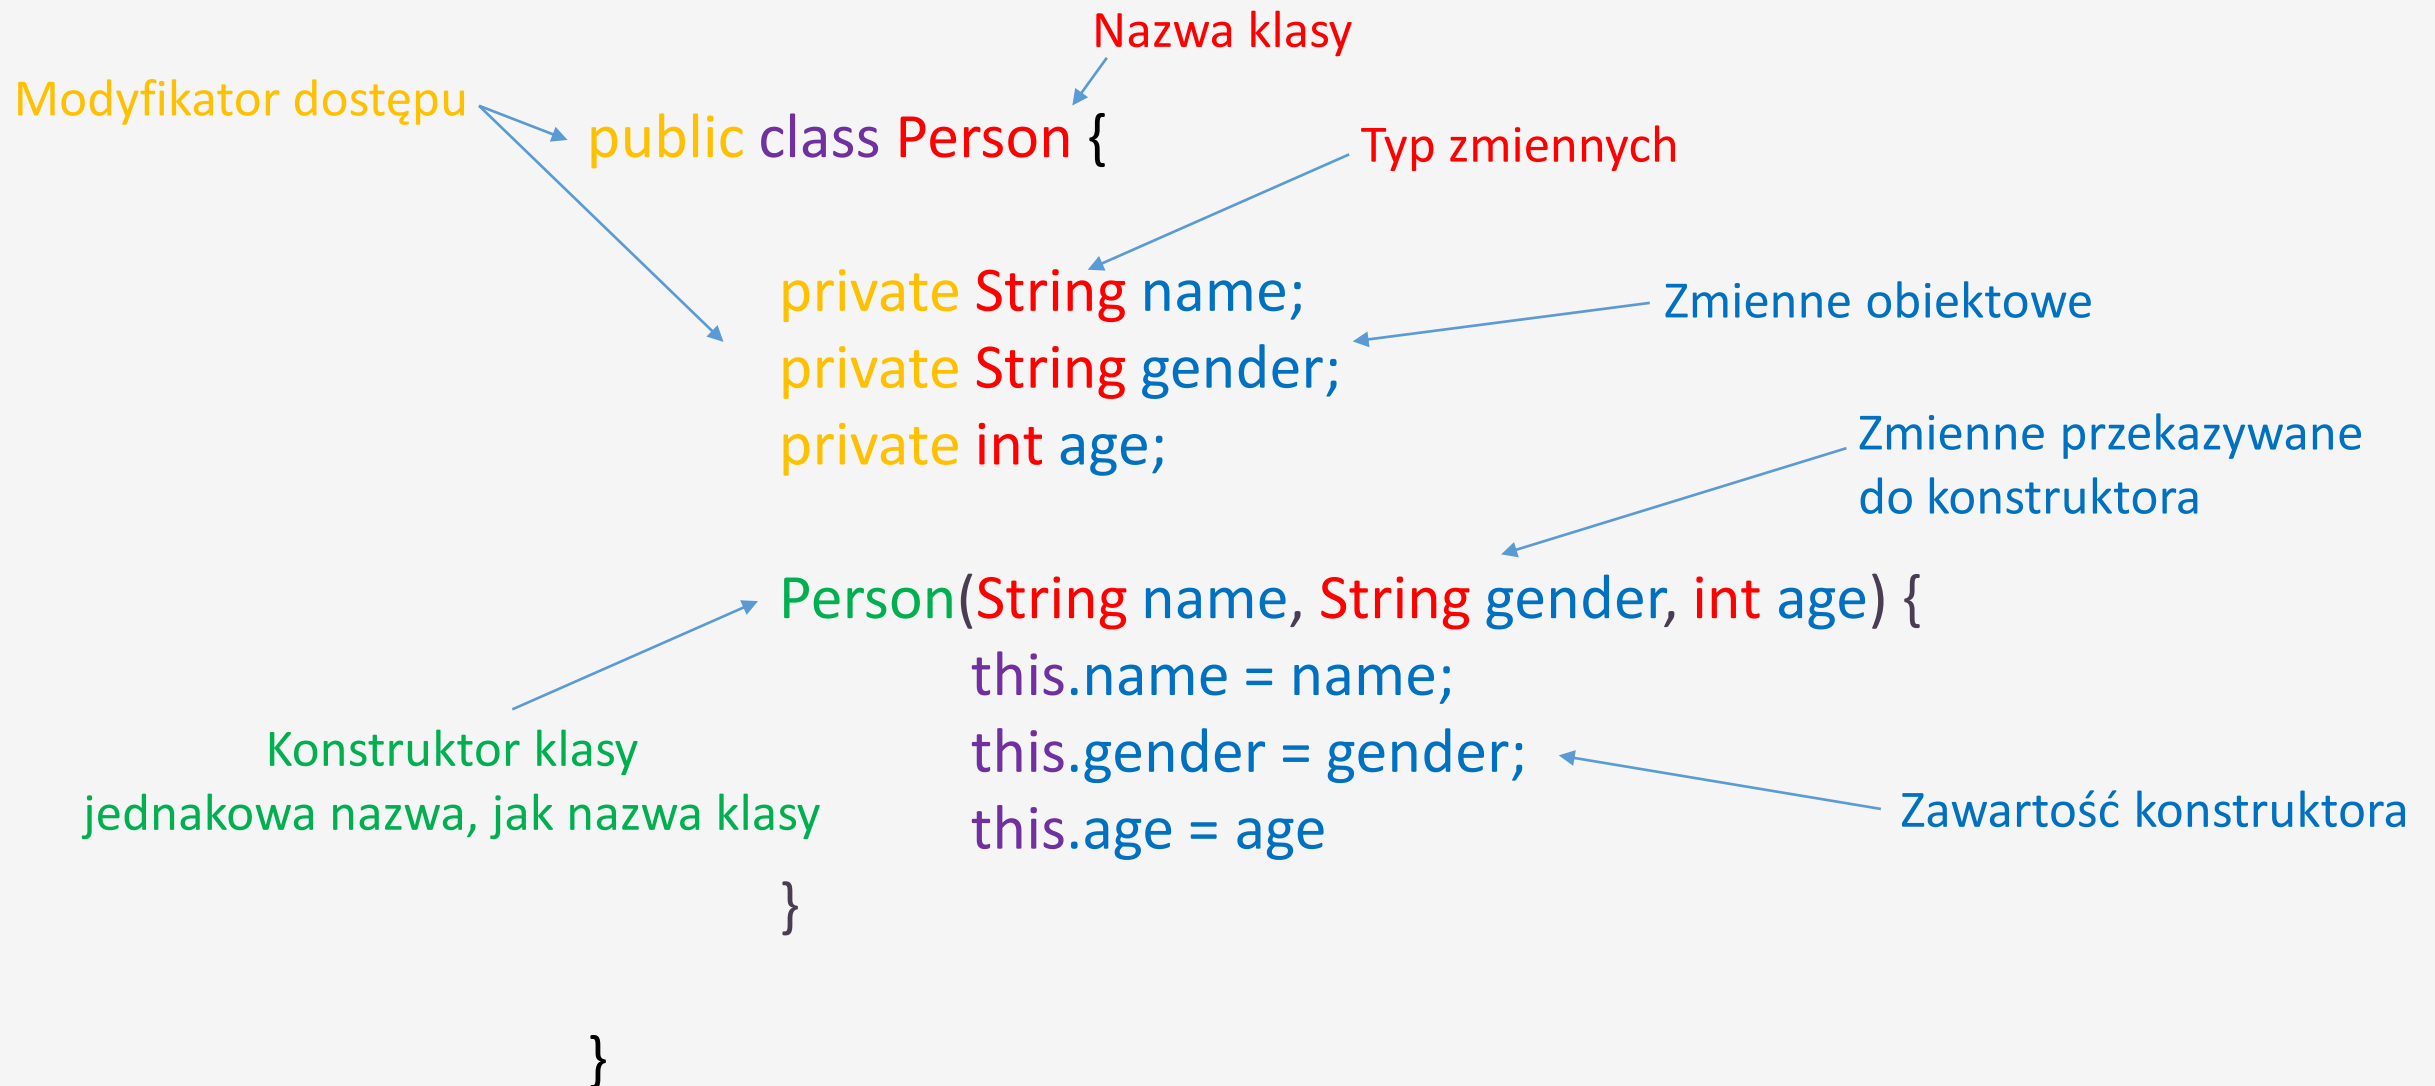 Nazwa klasy
Modyfikator dostępu
public class Person {
Typ zmiennych
private String name;
Zmienne obiektowe
private String gender;
private int age;
Zmienne przekazywane
do konstruktora
Person(String name, String gender, int age) {
this.name = name;
Konstruktor klasy
this.gender = gender;
jednakowa nazwa, jak nazwa klasy
Zawartość konstruktora
this.age = age
}
}